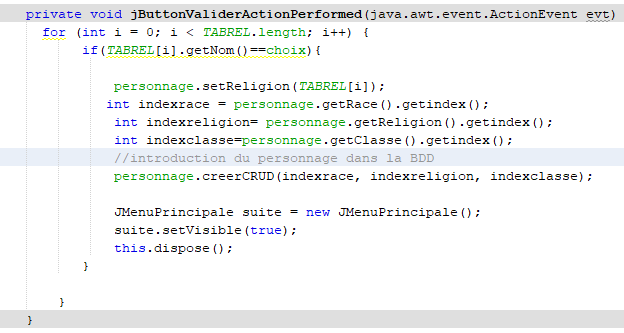 private void jButtonValiderActionPerformed(java.awt.event.ActionEvent evt) {
for (int i = 0; i < TABREL.length; i++) {
if(TABREL[i].getNom()==choix){
personnage.setReligion(TABREL[i]);
int indexrace = personnage.getRace().getindex();
int indexreligion= personnage.getReligion().getindex();
int indexclasse=personnage.getClasse().getindex();
//introduction du personnage dans la BDD
personnage.creerCRUD(indexrace, indexreligion, indexclasse);
JMenuPrincipale suite = new JMenuPrincipale();
suite.setVisible(true);
this.dispose();
}
}
}